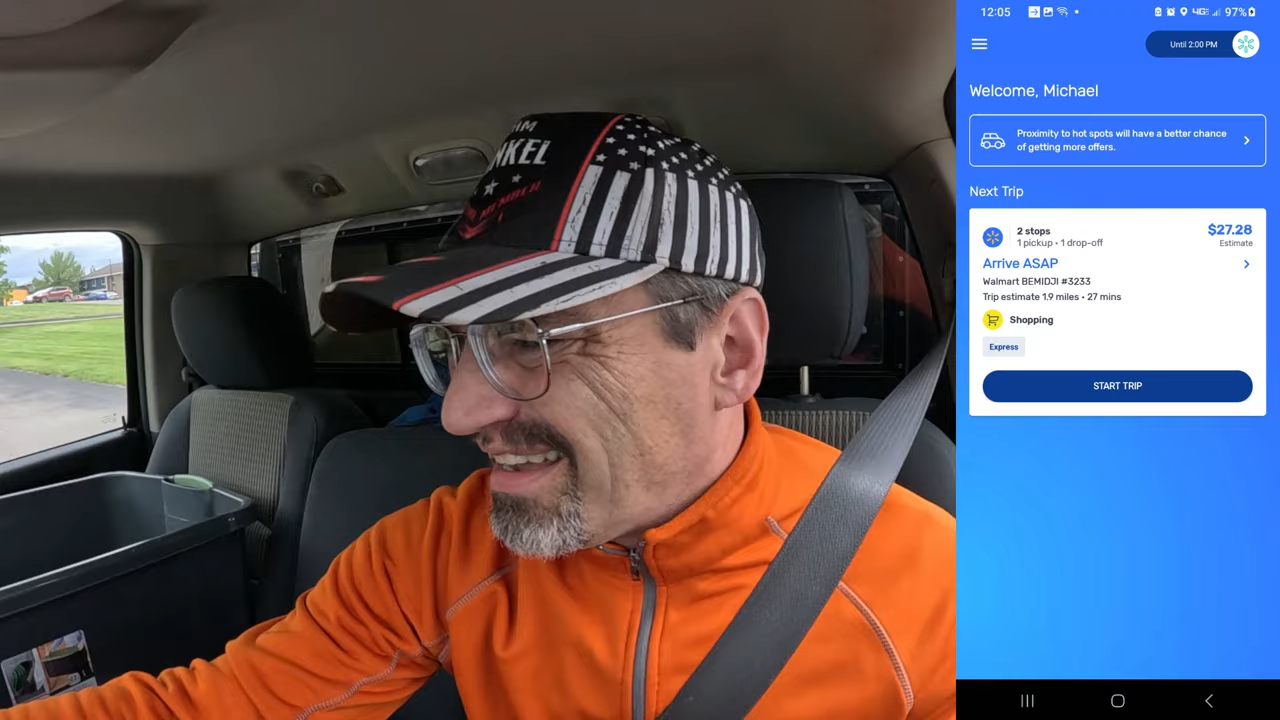 NKEL
MEMBER
12:05
4G
97%
Until 2:00 PM
Welcome, Michael
Proximity to hot spots will have a better chance
of getting more offers.
Next Trip
2 stops
$27.28
1 pickup • 1 drop-off
Estimate
Arrive ASAP
Walmart BEMIDJI #3233
Trip estimate 1.9 miles • 27 mins
Shopping
Express
START TRIP